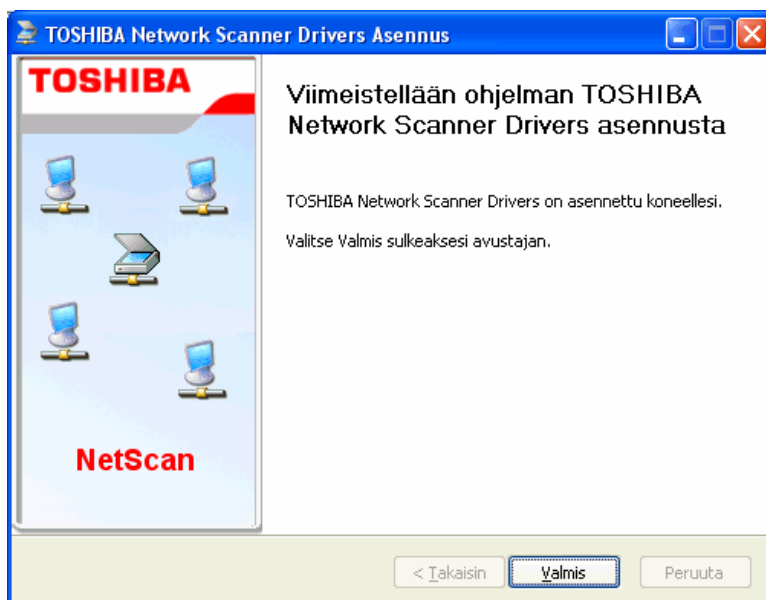 TOSHIBA Network Scanner Drivers Asennus
TOSHIBA
Viimeistellään ohjelman TOSHIBA
Network Scanner Drivers asennusta
TOSHIBA Network Scanner Drivers on asennettu koneellesi.
Valitse Valmis sulkeaksesi avustajan.
NetScan
< Takaisin
Valmis
Peruuta